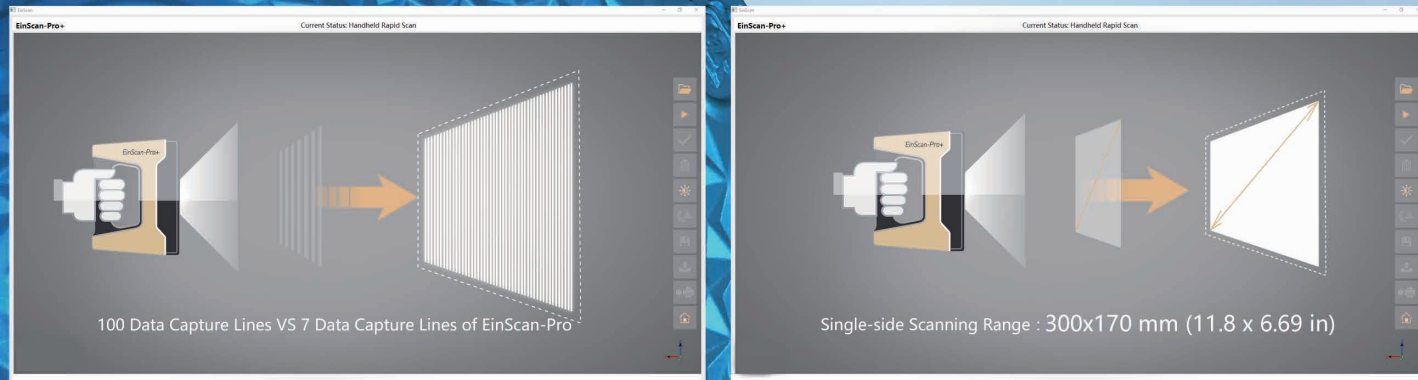 EinScan
EinScan-Pro+
Current Status: Handheld Rapid Scan
EinScan-Pro+
100 Data Capture Lines VS 7 Data Capture Lines of EinScan-Pro
EinScan
EinScan-Pro+
Current Status: Handheld Rapid Scan
EinScan-Pro+
Single-side Scanning Range : 300x170 mm (11.8 x 6.69 in)